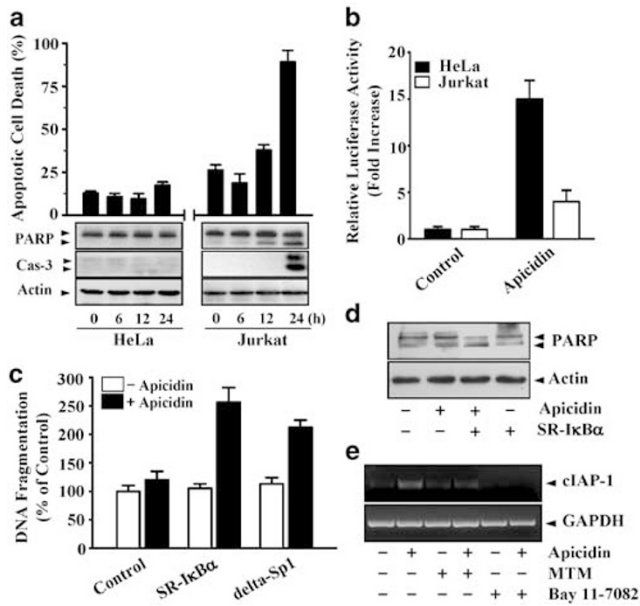 a
Apoptotic Cell Death (%)
100
75
50
25
0
PARP
Cas-3
Actin
0 6 12 24 0 6 12 24 (h)
HeLa Jurkat
b
Relative Luciferase Activity
(Fold Increase)
20
15
10
5
0
HeLa
Jurkat
Control Apicidin
c
DNA Fragmentation
(% of Control)
300
250
200
150
100
50
0
− Apicidin
+ Apicidin
Control SR-IκBα delta-Sp1
d
PARP
Actin
− + + − Apicidin
− − + + SR-IκBα
e
cIAP-1
GAPDH
− + − + − + Apicidin
− − + + − − MTM
− − − − + + Bay 11-7082